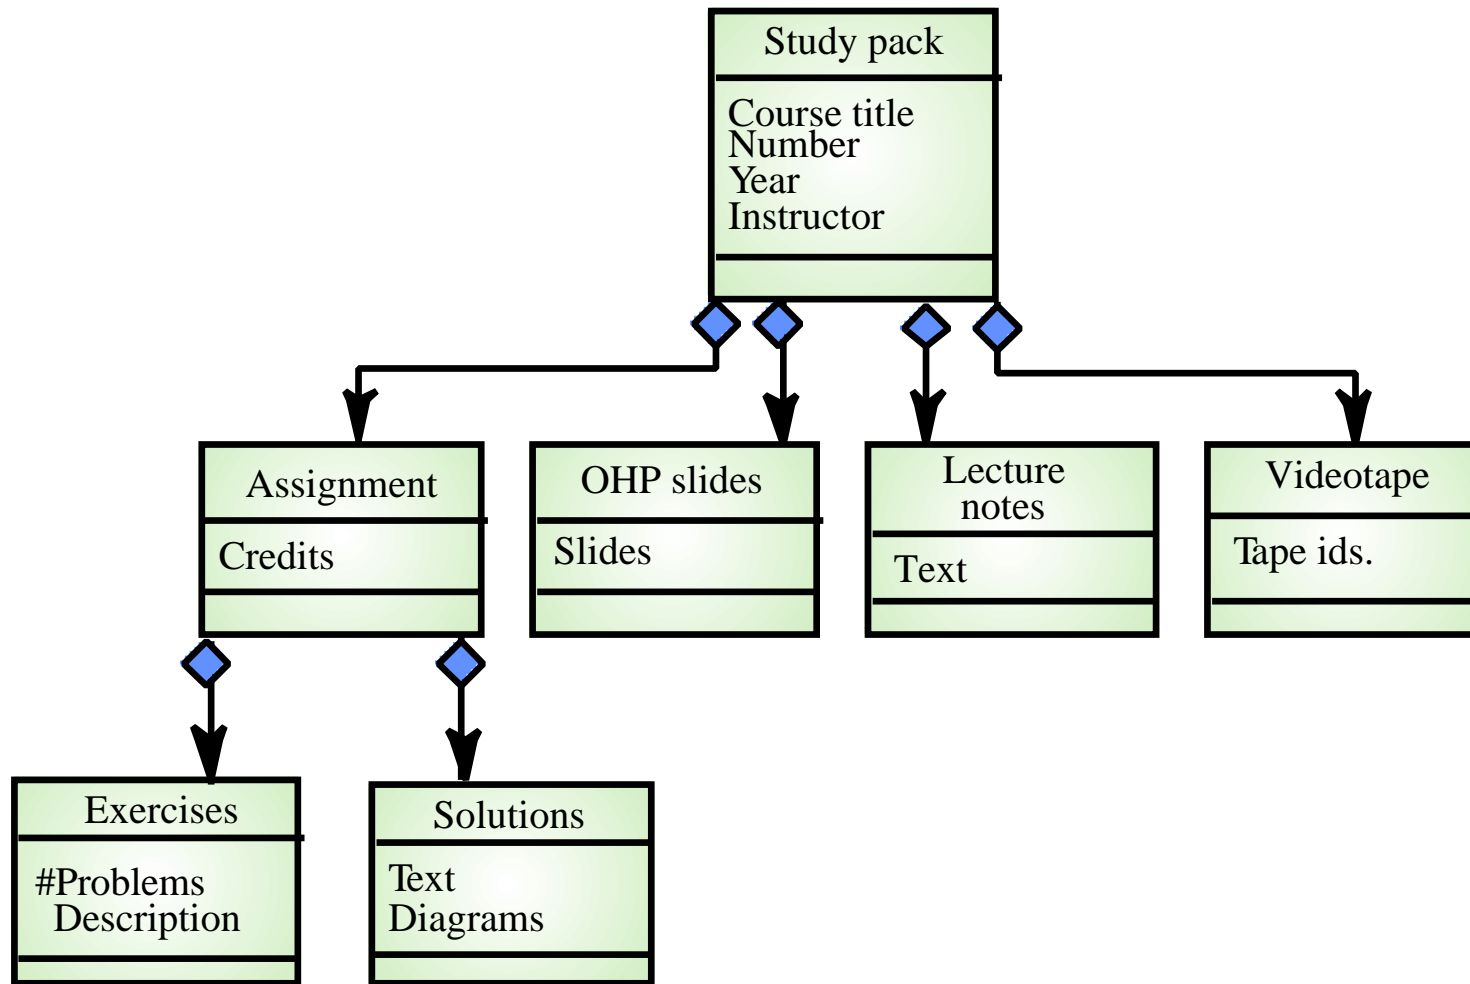 Study pack
Course title
Number
Year
Instructor
Assignment
Credits
OHP slides
Slides
Lecture
notes
Text
Videotape
Tape ids.
Exercises
#Problems
Description
Solutions
Text
Diagrams